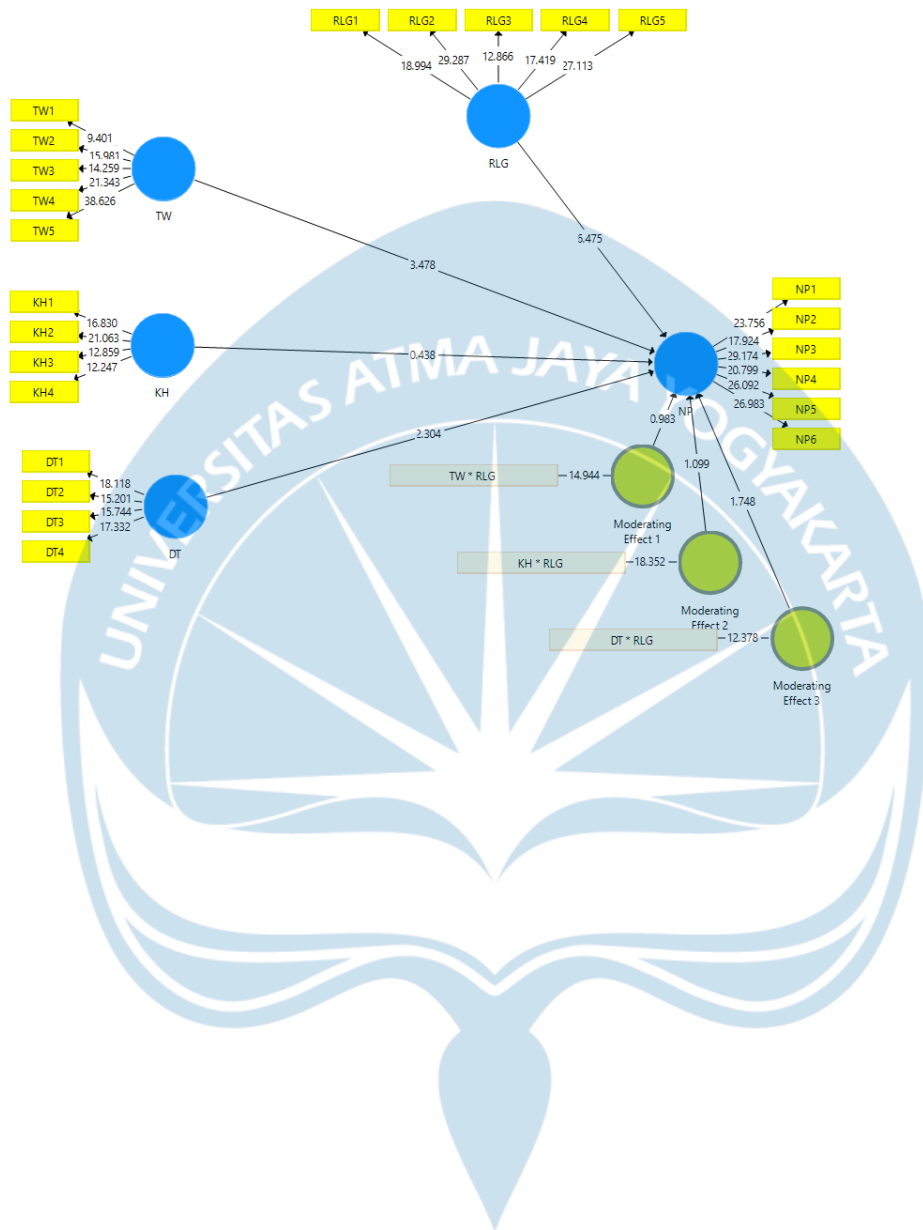 RLG1
RLG2
RLG3
RLG4
RLG5
18.994
29.287
12.866
17.419
27.113
RLG
TW1
TW2
TW3
TW4
TW5
9.401
15.981
14.259
21.343
38.626
TW
3.478
6.475
KH1
KH2
KH3
KH4
16.830
21.063
12.859
12.247
KH
0.438
NP1
NP2
NP3
NP4
NP5
NP6
23.756
17.924
29.174
20.799
26.092
26.983
NP
DT1
DT2
DT3
DT4
18.118
15.201
15.744
17.332
DT
2.304
0.983
1.099
1.748
TW * RLG
14.944
Moderating
Effect 1
KH * RLG
18.352
Moderating
Effect 2
DT * RLG
12.378
Moderating
Effect 3
UNIVERSITAS ATMA JAYA YOGYAKARTA